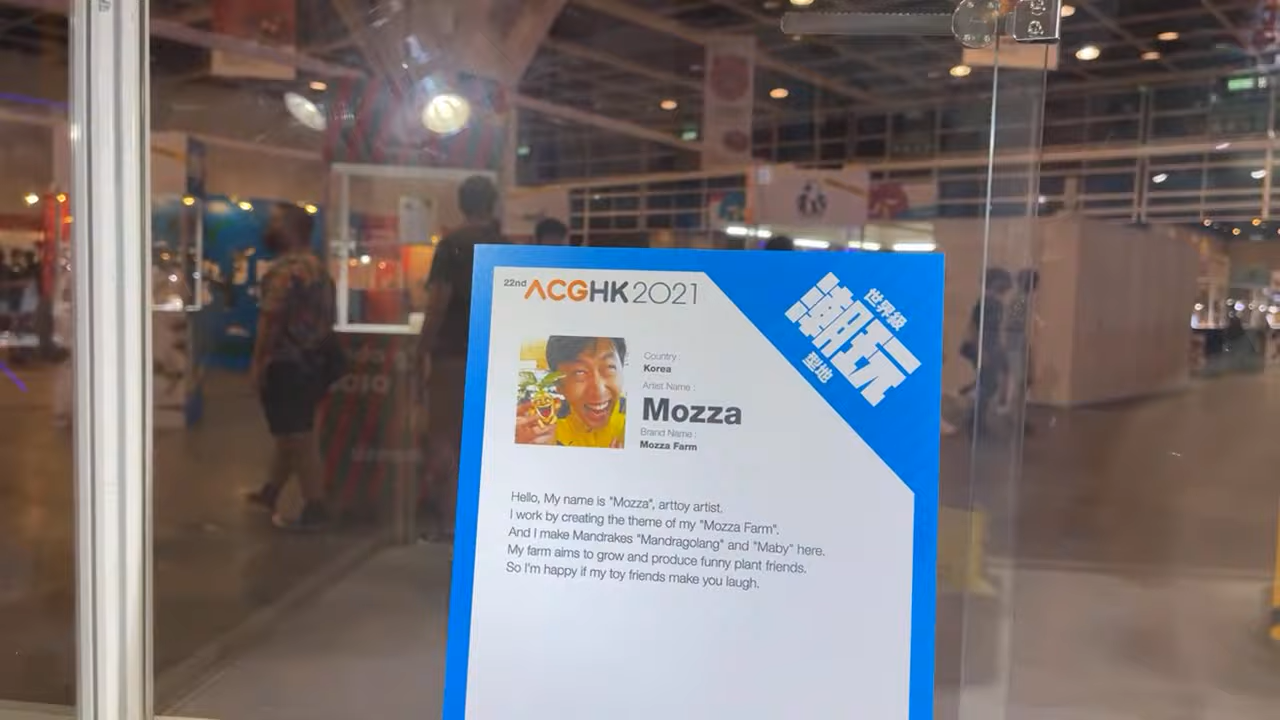 22nd ACGHK 2021
世界級
潮玩
型地
Country :
Korea
Artist Name :
Mozza
Brand Name :
Mozza Farm
Hello, My name is "Mozza", arttoy artist.
I work by creating the theme of my "Mozza Farm".
And I make Mandrakes "Mandragolang" and "Maby" here.
My farm aims to grow and produce funny plant friends.
So I'm happy if my toy friends make you laugh.